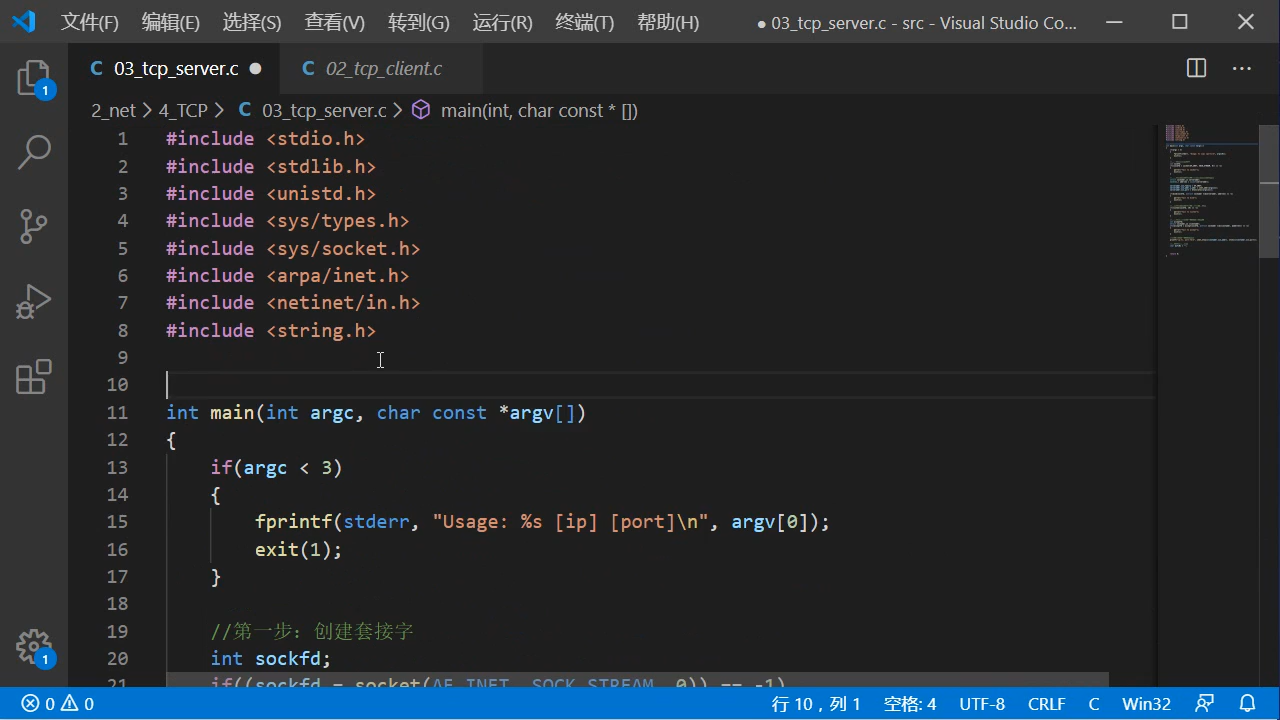 文件(F) 编辑(E) 选择(S) 查看(V) 转到(G) 运行(R) 终端(T) 帮助(H) ● 03_tcp_server.c - src - Visual Studio Co...
C 03_tcp_server.c ● C 02_tcp_client.c
2_net > 4_TCP > C 03_tcp_server.c > main(int, char const * [])
1 #include <stdio.h>
2 #include <stdlib.h>
3 #include <unistd.h>
4 #include <sys/types.h>
5 #include <sys/socket.h>
6 #include <arpa/inet.h>
7 #include <netinet/in.h>
8 #include <string.h>
9
10
11 int main(int argc, char const *argv[])
12 {
13 if(argc < 3)
14 {
15 fprintf(stderr, "Usage: %s [ip] [port]\n", argv[0]);
16 exit(1);
17 }
18
19 //第一步：创建套接字
20 int sockfd;
21 if((sockfd = socket(AF_INET, SOCK_STREAM, 0)) == -1)
1
1
0 0 行 10，列 1 空格: 4 UTF-8 CRLF C Win32